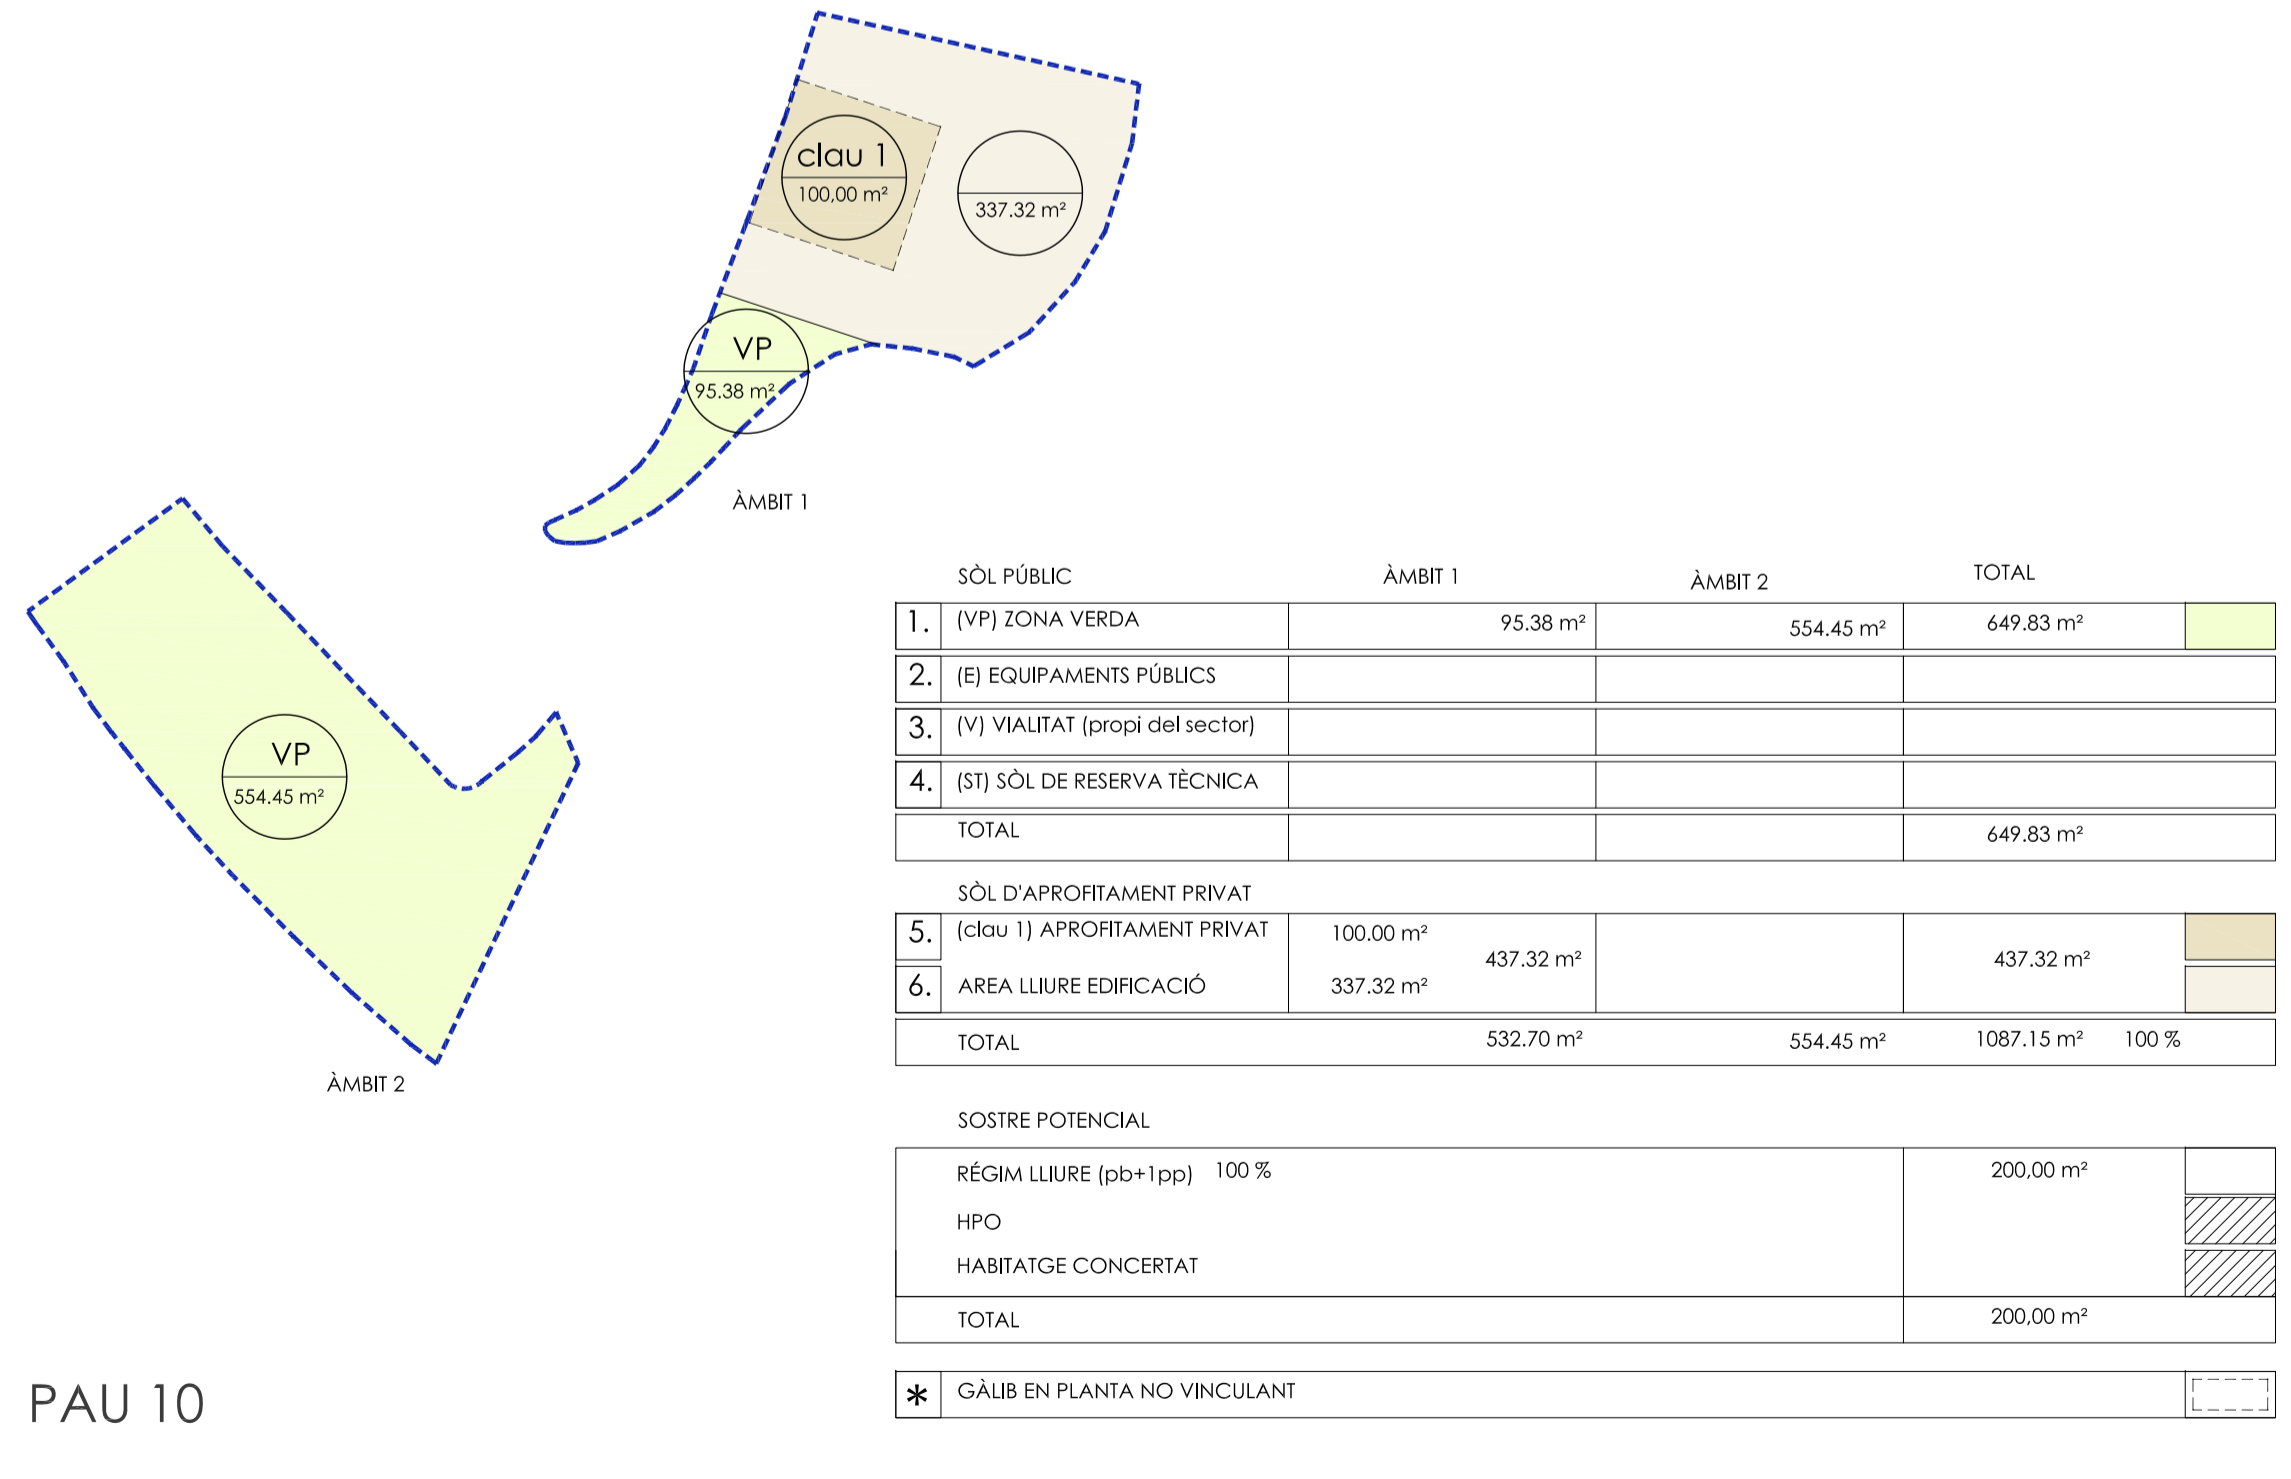 clau 1
100,00 m²
337.32 m²
VP
95.38 m²
ÀMBIT 1
VP
554.45 m²
ÀMBIT 2
SÒL PÚBLIC ÀMBIT 1 ÀMBIT 2 TOTAL
1. (VP) ZONA VERDA 95.38 m² 554.45 m² 649.83 m²
2. (E) EQUIPAMENTS PÚBLICS
3. (V) VIALITAT (propi del sector)
4. (ST) SÒL DE RESERVA TÈCNICA
TOTAL 649.83 m²
SÒL D'APROFITAMENT PRIVAT
5. (clau 1) APROFITAMENT PRIVAT 100.00 m²
437.32 m² 437.32 m²
6. AREA LLIURE EDIFICACIÓ 337.32 m²
TOTAL 532.70 m² 554.45 m² 1087.15 m² 100 %
SOSTRE POTENCIAL
RÉGIM LLIURE (pb+1pp) 100 % 200,00 m²
HPO
HABITATGE CONCERTAT
TOTAL 200,00 m²
* GÀLIB EN PLANTA NO VINCULANT
PAU 10